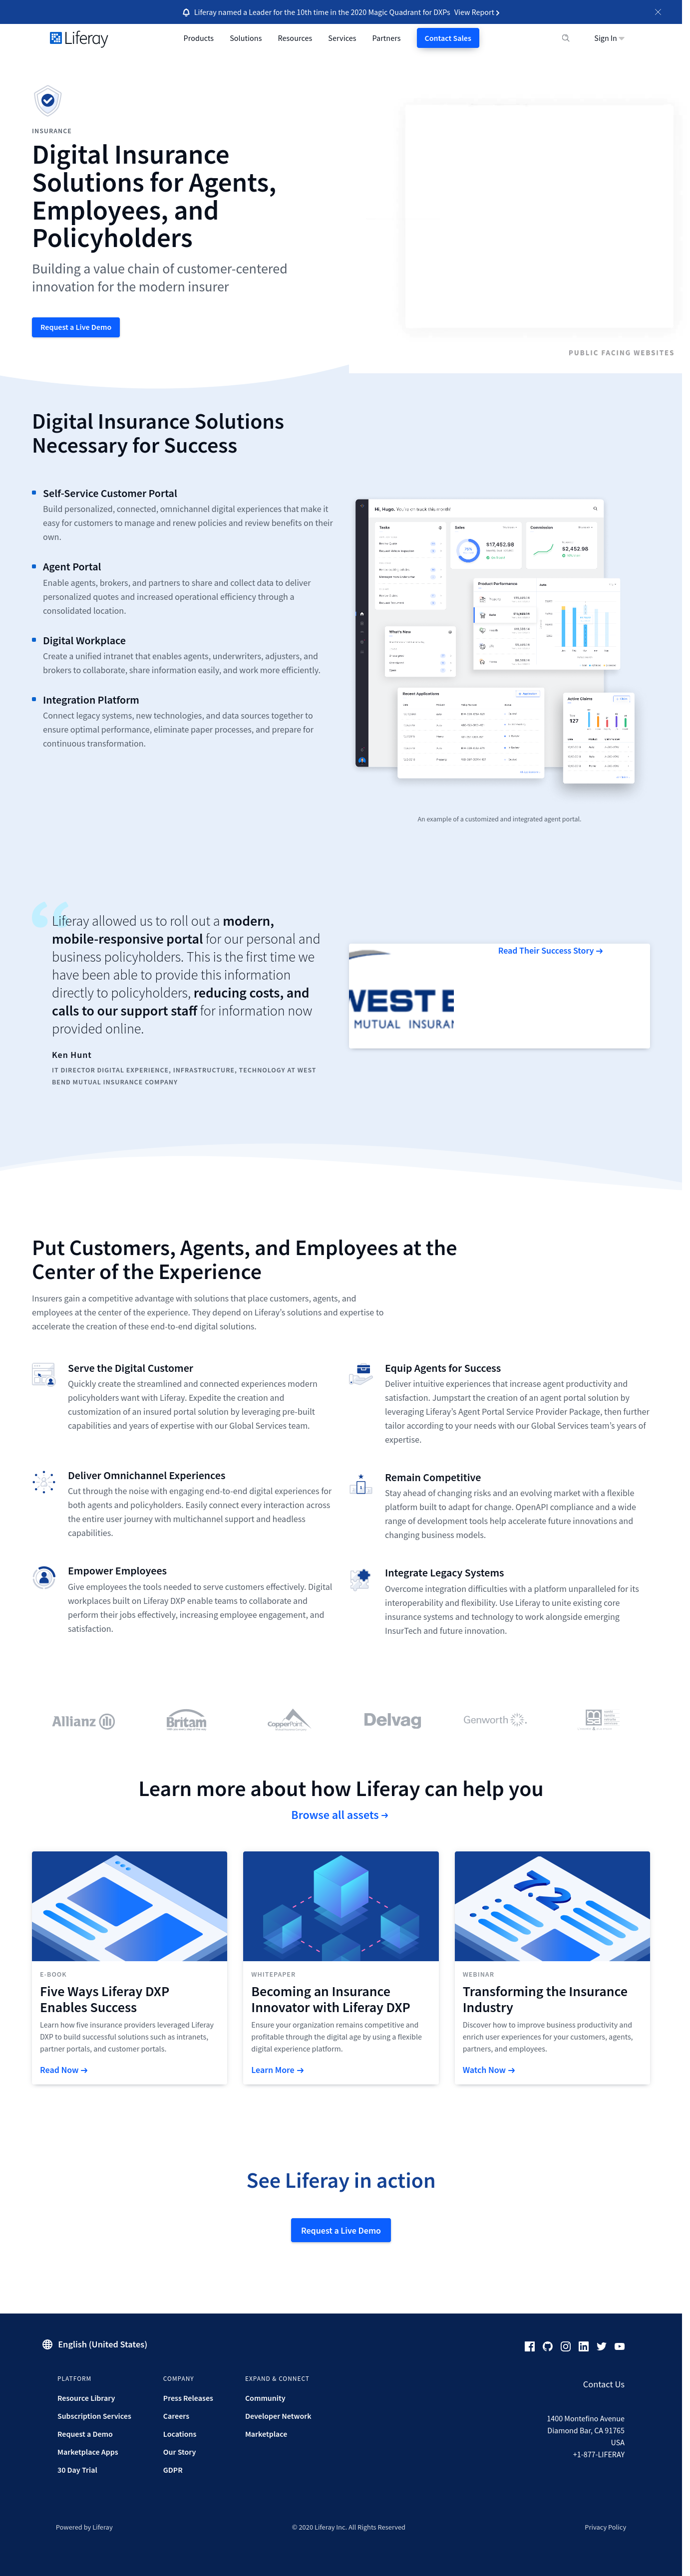 Liferay named a Leader for the 10th time in the 2020 Magic Quadrant for DXPs View Report
Liferay
Products
Solutions
Resources
Services
Partners
Contact Sales
Sign In
INSURANCE
Digital Insurance
Solutions for Agents,
Employees, and
Policyholders
Building a value chain of customer-centered
innovation for the modern insurer
Request a Live Demo
PUBLIC FACING WEBSITES
Digital Insurance Solutions
Necessary for Success
Self-Service Customer Portal
Build personalized, connected, omnichannel digital experiences that make it
easy for customers to manage and renew policies and review benefits on their
own.
Agent Portal
Enable agents, brokers, and partners to share and collect data to deliver
personalized quotes and increased operational efficiency through a
consolidated location.
Digital Workplace
Create a unified intranet that enables agents, underwriters, adjusters, and
brokers to collaborate, share information easily, and work more efficiently.
Integration Platform
Connect legacy systems, new technologies, and data sources together to
ensure optimal performance, eliminate paper processes, and prepare for
continuous transformation.
Hi, Hugo. You're on track this month!
Tasks
Sales
$17,452.98
Conversion
$2,452.98
Product Performance
What's New
Recent Applications
Active Claims
127
An example of a customized and integrated agent portal.
Liferay allowed us to roll out a modern,
mobile-responsive portal for our personal and
business policyholders. This is the first time we
have been able to provide this information
directly to policyholders, reducing costs, and
calls to our support staff for information now
provided online.
Ken Hunt
IT DIRECTOR DIGITAL EXPERIENCE, INFRASTRUCTURE, TECHNOLOGY AT WEST
BEND MUTUAL INSURANCE COMPANY
WEST B
MUTUAL INSURAN
Read Their Success Story →
Put Customers, Agents, and Employees at the
Center of the Experience
Insurers gain a competitive advantage with solutions that place customers, agents, and
employees at the center of the experience. They depend on Liferay's solutions and expertise to
accelerate the creation of these end-to-end digital solutions.
Serve the Digital Customer
Quickly create the streamlined and connected experiences modern
policyholders want with Liferay. Expedite the creation and
customization of an insured portal solution by leveraging pre-built
capabilities and years of expertise with our Global Services team.
Equip Agents for Success
Deliver intuitive experiences that increase agent productivity and
satisfaction. Jumpstart the creation of an agent portal solution by
leveraging Liferay's Agent Portal Service Provider Package, then further
tailor according to your needs with our Global Services team's years of
expertise.
Deliver Omnichannel Experiences
Cut through the noise with engaging end-to-end digital experiences for
both agents and policyholders. Easily connect every interaction across
the entire user journey with multichannel support and headless
capabilities.
Remain Competitive
Stay ahead of changing risks and an evolving market with a flexible
platform built to adapt for change. OpenAPI compliance and a wide
range of development tools help accelerate future innovations and
changing business models.
Empower Employees
Give employees the tools needed to serve customers effectively. Digital
workplaces built on Liferay DXP enable teams to collaborate and
perform their jobs effectively, increasing employee engagement, and
satisfaction.
Integrate Legacy Systems
Overcome integration difficulties with a platform unparalleled for its
interoperability and flexibility. Use Liferay to unite existing core
insurance systems and technology to work alongside emerging
InsurTech and future innovation.
Allianz
Britam
CopperPoint
Delvag
Genworth
Learn more about how Liferay can help you
Browse all assets →
7.2
E-BOOK
Five Ways Liferay DXP
Enables Success
Learn how five insurance providers leveraged Liferay
DXP to build successful solutions such as intranets,
partner portals, and customer portals.
Read Now →
WHITEPAPER
Becoming an Insurance
Innovator with Liferay DXP
Ensure your organization remains competitive and
profitable through the digital age by using a flexible
digital experience platform.
Learn More →
WEBINAR
Transforming the Insurance
Industry
Discover how to improve business productivity and
enrich user experiences for your customers, agents,
partners, and employees.
Watch Now →
See Liferay in action
Request a Live Demo
English (United States)
PLATFORM
Resource Library
Subscription Services
Request a Demo
Marketplace Apps
30 Day Trial
COMPANY
Press Releases
Careers
Locations
Our Story
GDPR
EXPAND & CONNECT
Community
Developer Network
Marketplace
Contact Us
1400 Montefino Avenue
Diamond Bar, CA 91765
USA
+1-877-LIFERAY
Powered by Liferay
© 2020 Liferay Inc. All Rights Reserved
Privacy Policy